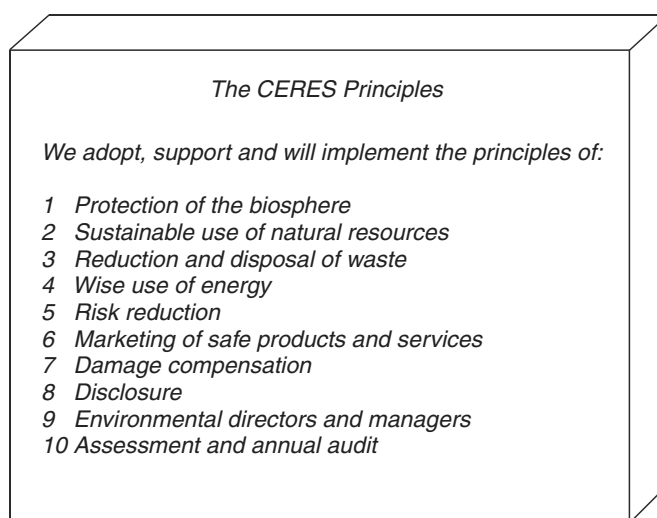 The CERES Principles
We adopt, support and will implement the principles of:
1 Protection of the biosphere
2 Sustainable use of natural resources
3 Reduction and disposal of waste
4 Wise use of energy
5 Risk reduction
6 Marketing of safe products and services
7 Damage compensation
8 Disclosure
9 Environmental directors and managers
10 Assessment and annual audit